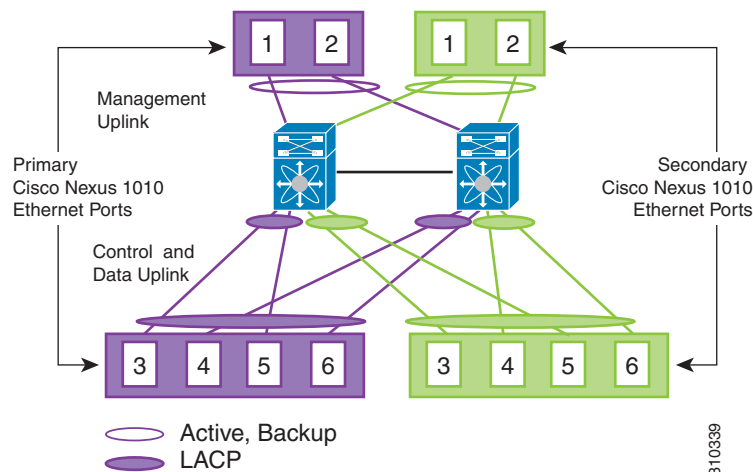 1 2 1 2
Management
Uplink
Primary
Cisco Nexus 1010
Ethernet Ports
Secondary
Cisco Nexus 1010
Ethernet Ports
Control and
Data Uplink
3 4 5 6 3 4 5 6
Active, Backup
LACP